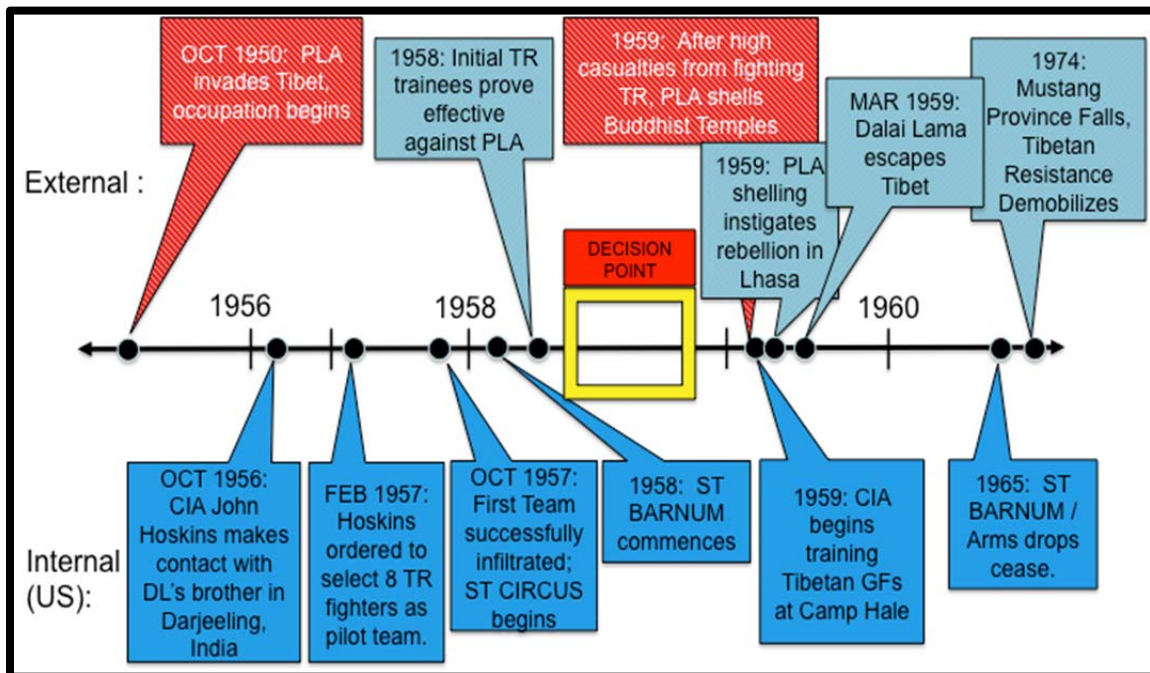 OCT 1950: PLA
invades Tibet,
occupation begins
1958: Initial TR
trainees prove
effective
against PLA
1959: After high
casualties from fighting
TR, PLA shells
Buddhist Temples
1959: PLA
shelling
instigates
rebellion in
Lhasa
MAR 1959:
Dalai Lama
escapes
Tibet
1974:
Mustang
Province Falls,
Tibetan
Resistance
Demobilizes
External :
DECISION
POINT
1956
1958
1960
Internal
(US):
OCT 1956:
CIA John
Hoskins makes
contact with
DL's brother in
Darjeeling,
India
FEB 1957:
Hoskins
ordered to
select 8 TR
fighters as
pilot team.
OCT 1957:
First Team
successfully
infiltrated;
ST CIRCUS
begins
1958: ST
BARNUM
commences
1959: CIA
begins
training
Tibetan GFs
at Camp Hale
1965: ST
BARNUM /
Arms drops
cease.